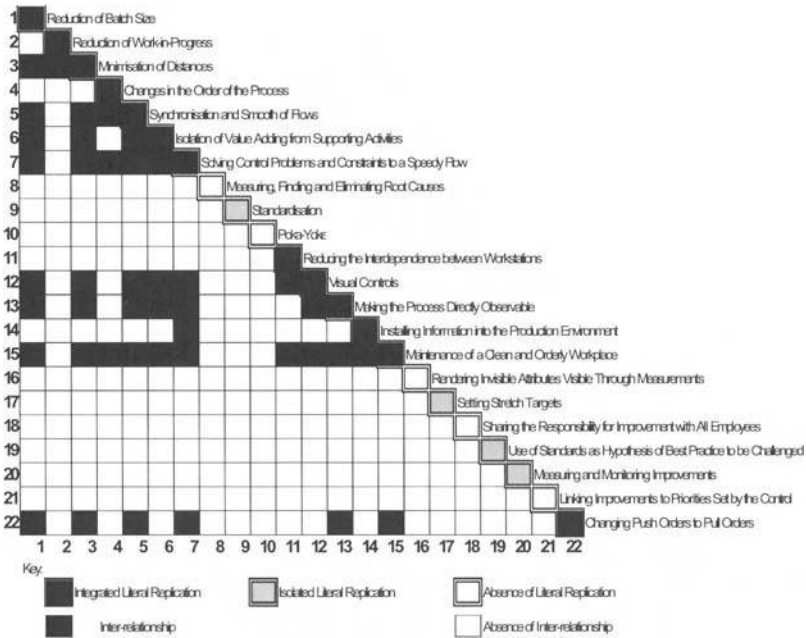 1 Reduction of Batch Size
2 Reduction of Work-in-Progress
3 Minimisation of Distances
4 Changes in the Order of the Process
5 Synchronisation and Smooth of Flows
6 Isolation of Value Adding from Supporting Activities
7 Solving Control Problems and Constraints to a Speedy Flow
8 Measuring, Finding and Eliminating Root Causes
9 Standardisation
10 Poka-Yoke
11 Reducing the Interdependence between Workstations
12 Visual Controls
13 Making the Process Directly Observable
14 Installing Information into the Production Environment
15 Maintenance of a Clean and Orderly Workplace
16 Rendering Invisible Attributes Visible Through Measurements
17 Setting Stretch Targets
18 Sharing the Responsibility for Improvement with All Employees
19 Use of Standards as Hypothesis of Best Practice to be Challenged
20 Measuring and Monitoring Improvements
21 Linking Improvements to Priorities Set by the Control
22 Changing Push Orders to Pull Orders
1 2 3 4 5 6 7 8 9 10 11 12 13 14 15 16 17 18 19 20 21 22
Key:
Integrated Literal Replication Isolated Literal Replication Absence of Literal Replication
Inter-relationship Absence of Inter-relationship